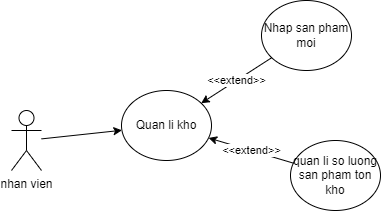 Nhap san pham
moi
<<extend>>
Quan li kho
<<extend>>
quan li so luong
san pham ton
kho
nhan vien